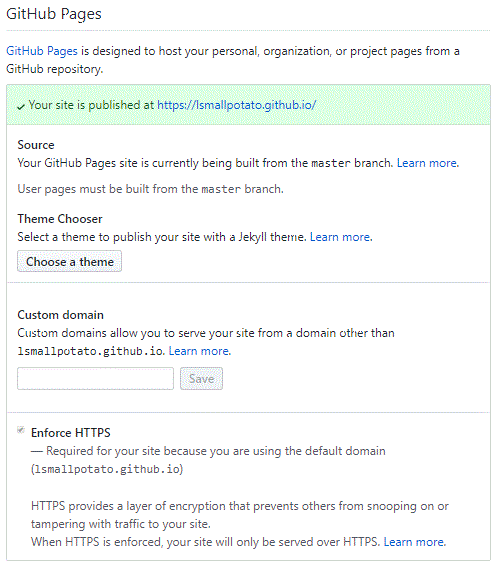 GitHub Pages
GitHub Pages is designed to host your personal, organization, or project pages from a
GitHub repository.
Your site is published at https://lsmallpotato.github.io/
Source
Your GitHub Pages site is currently being built from the master branch. Learn more.
User pages must be built from the master branch.
Theme Chooser
Select a theme to publish your site with a Jekyll theme. Learn more.
Choose a theme
Custom domain
Custom domains allow you to serve your site from a domain other than
lsmallpotato.github.io. Learn more.
Save
Enforce HTTPS
— Required for your site because you are using the default domain
(lsmallpotato.github.io)
HTTPS provides a layer of encryption that prevents others from snooping on or
tampering with traffic to your site.
When HTTPS is enforced, your site will only be served over HTTPS. Learn more.